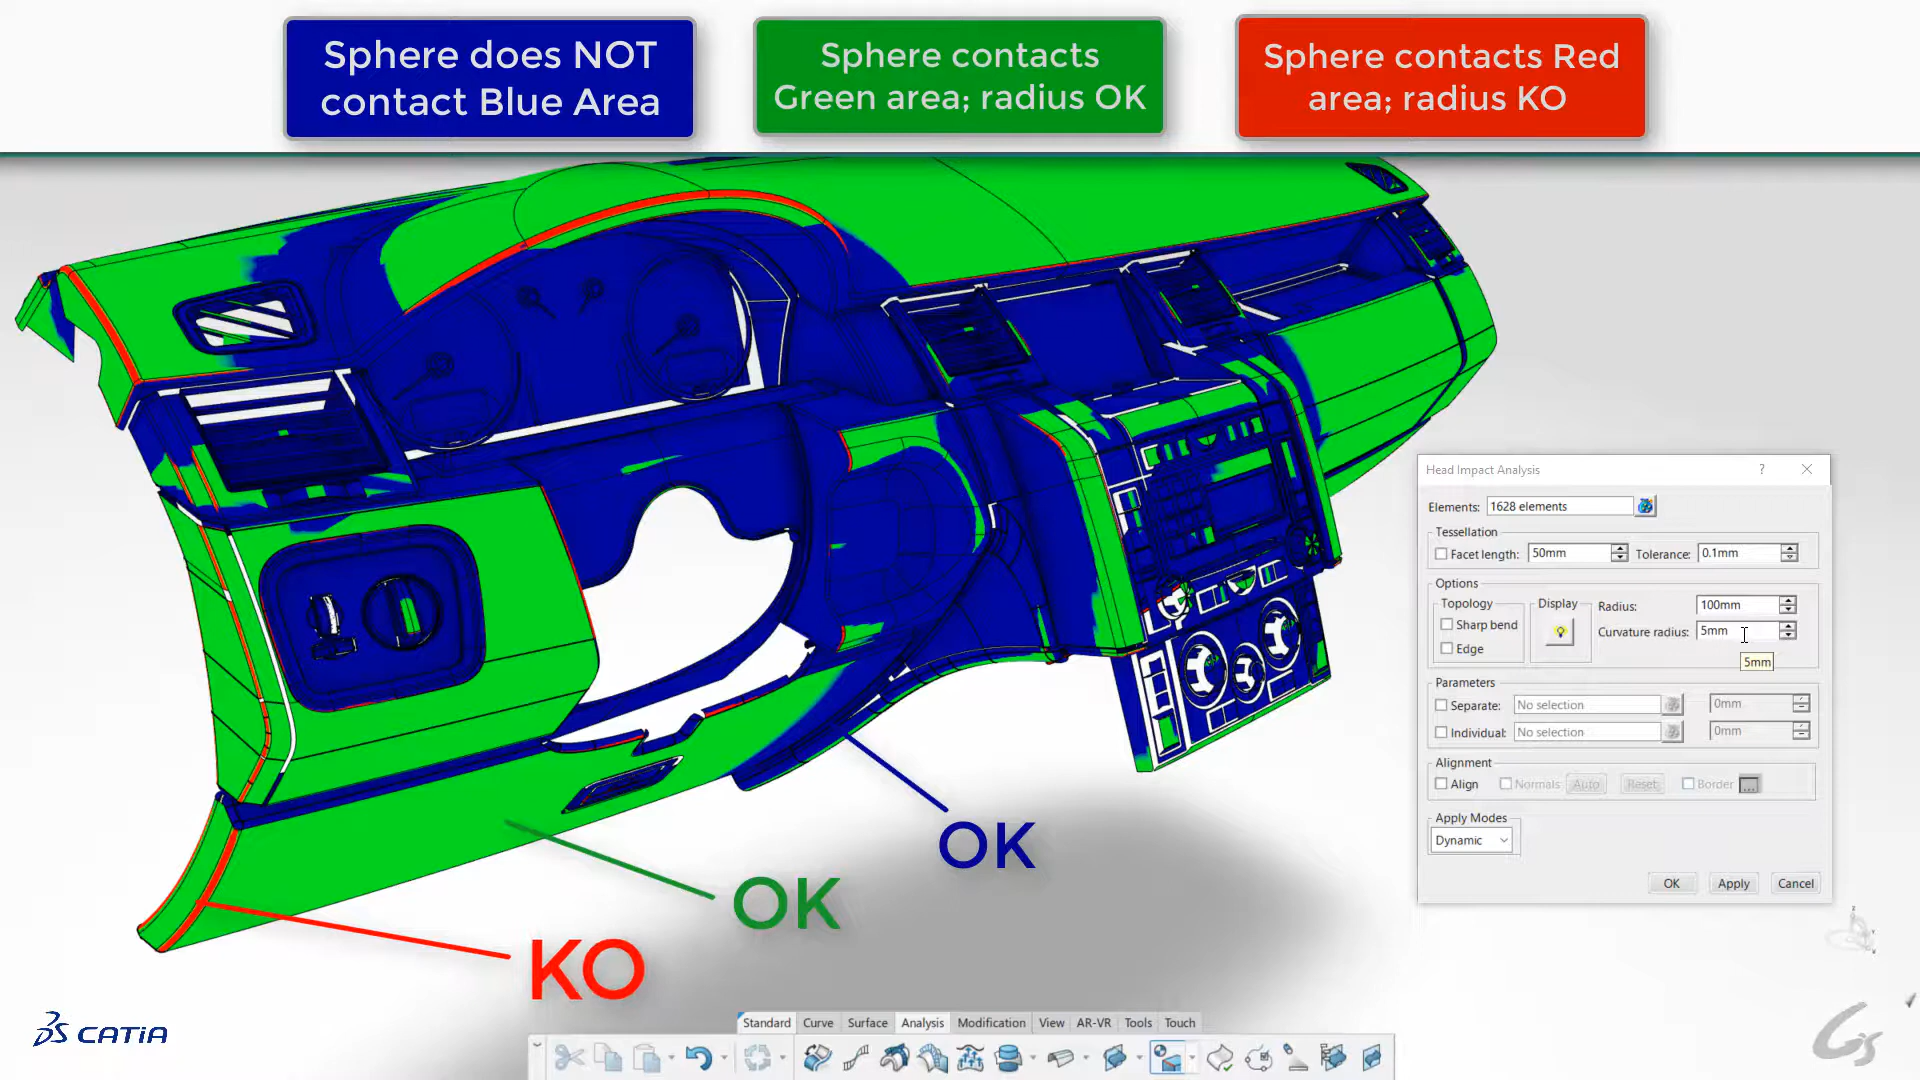 Sphere does NOT
contact Blue Area
Sphere contacts
Green area; radius OK
Sphere contacts Red
area; radius KO
Head Impact Analysis ?
Elements: 1628 elements
Tessellation
Facet length: 50mm Tolerance: 0.1mm
Options
Topology Display Radius: 100mm
Sharp bend Curvature radius: 5mm
Edge
5mm
Parameters
Separate: No selection 0mm
Individual: No selection 0mm
Alignment
Align Normals Auto Reset Border ...
Apply Modes
Dynamic
OK Apply Cancel
OK
OK
KO
CATIA
Standard Curve Surface Analysis Modification View AR-VR Tools Touch